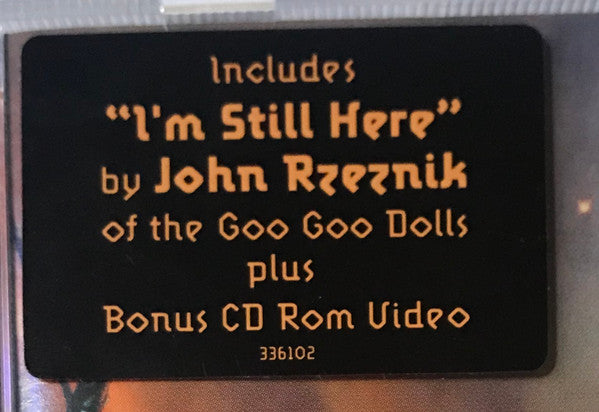 Includes
“I'm Still Here”
by John Rzeznik
of the Goo Goo Dolls
plus
Bonus CD Rom Video
336102